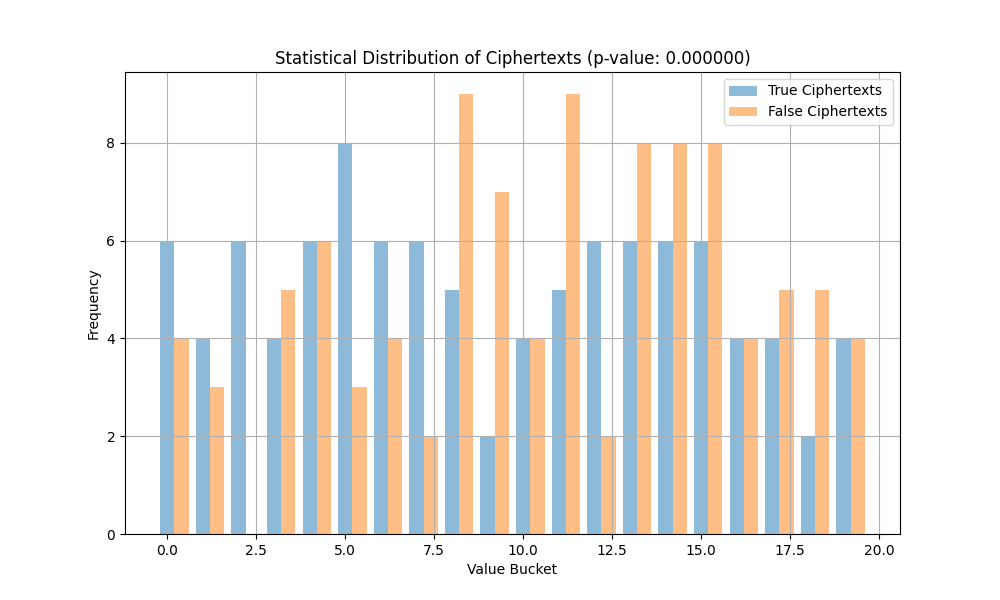 Statistical Distribution of Ciphertexts (p-value: 0.000000)
True Ciphertexts
False Ciphertexts
8
6
4
2
0
Frequency
0.0 2.5 5.0 7.5 10.0 12.5 15.0 17.5 20.0
Value Bucket